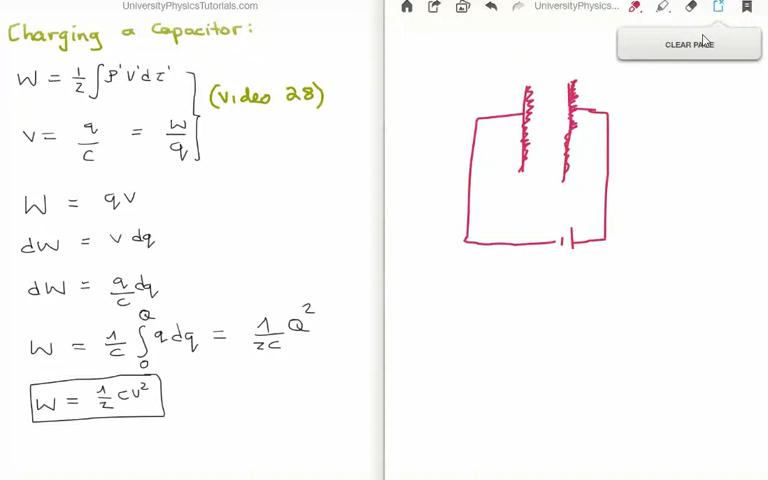 UniversityPhysicsTutorials.com
UniversityPhysics...
CLEAR PAGE
Charging a Capacitor:
W = 1/2 ∫ρ'V'dτ'
(Video 28)
V = q/c = W/q
W = qV
dW = V dq
dW = q/c dq
W = 1/c ∫₀^Q q dq = 1/2c Q²
W = 1/2 CV²